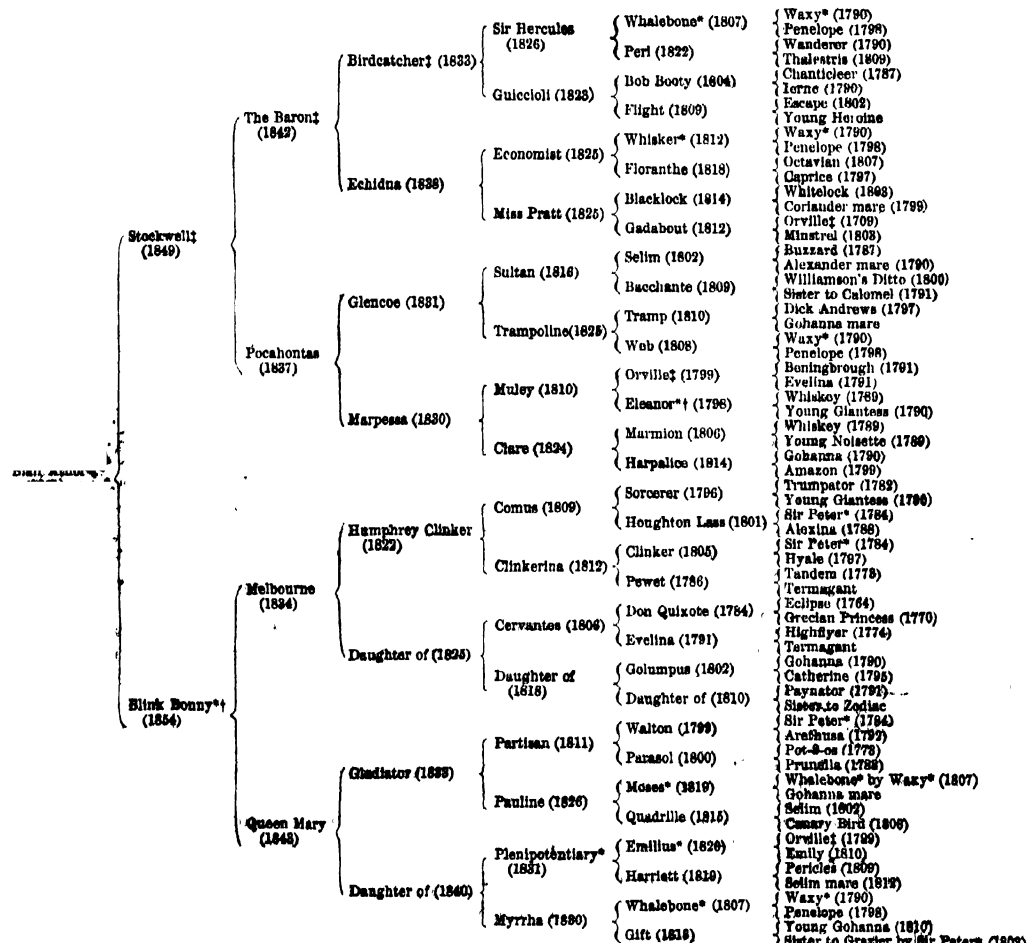 Stockwell‡
(1849)
Blink Bonny*†
(1854)
The Baron‡
(1842)
Pocahontas
(1837)
Melbourne
(1834)
Queen Mary
(1843)
Birdcatcher‡ (1833)
Echidna (1838)
Glencoe (1831)
Marpessa (1830)
Humphrey Clinker
(1822)
Daughter of (1825)
Gladiator (1833)
Daughter of (1840)
Sir Hercules
(1826)
Guiccioli (1823)
Economist (1825)
Miss Pratt (1825)
Sultan (1816)
Trampoline(1825)
Muley (1810)
Clare (1824)
Comus (1809)
Clinkerina (1812)
Cervantes (1806)
Daughter of
(1818)
Partisan (1811)
Pauline (1826)
Plenipotentiary*
(1831)
Myrrha (1830)
Whalebone* (1807)
Peri (1822)
Bob Booty (1804)
Flight (1809)
Whisker* (1812)
Floranthe (1818)
Blacklock (1814)
Gadabout (1812)
Selim (1802)
Bacchante (1809)
Tramp (1810)
Web (1808)
Orville‡ (1799)
Eleanor*† (1798)
Marmion (1806)
Harpalice (1814)
Sorcerer (1796)
Houghton Lass (1801)
Clinker (1805)
Pewet (1786)
Don Quixote (1784)
Evelina (1791)
Golumpus (1802)
Daughter of (1810)
Walton (1799)
Parasol (1800)
Moses* (1819)
Quadrille (1815)
Emilius* (1820)
Harriett (1819)
Whalebone* (1807)
Gift (1818)
Waxy* (1790)
Penelope (1798)
Wanderer (1790)
Thalestris (1809)
Chanticleer (1787)
Ierne (1790)
Escape (1802)
Young Heroine
Waxy* (1790)
Penelope (1798)
Octavian (1807)
Caprice (1797)
Whitelock (1803)
Coriander mare (1799)
Orville‡ (1709)
Minstrel (1803)
Buzzard (1787)
Alexander mare (1790)
Williamson's Ditto (1800)
Sister to Calomel (1791)
Dick Andrews (1797)
Gohanna mare
Waxy* (1790)
Penelope (1798)
Beningbrough (1791)
Evelina (1791)
Whiskey (1789)
Young Giantess (1790)
Whiskey (1789)
Young Noisette (1789)
Gohanna (1790)
Amazon (1799)
Trumpator (1782)
Young Giantess (1790)
Sir Peter* (1784)
Alexina (1788)
Sir Peter* (1784)
Hyale (1797)
Tandem (1773)
Termagant
Eclipse (1764)
Grecian Princess (1770)
Highflyer (1774)
Termagant
Gohanna (1790)
Catherine (1795)
Paynator (1791)
Sister to Zodiac
Sir Peter* (1784)
Arethusa (1792)
Pot-8-os (1773)
Prunella (1788)
Whalebone* by Waxy* (1807)
Gohanna mare
Selim (1802)
Canary Bird (1806)
Orville‡ (1799)
Emily (1810)
Pericles (1809)
Selim mare (1812)
Waxy* (1790)
Penelope (1798)
Young Gohanna (1810)
Sister to Grazier by Sir Peter*